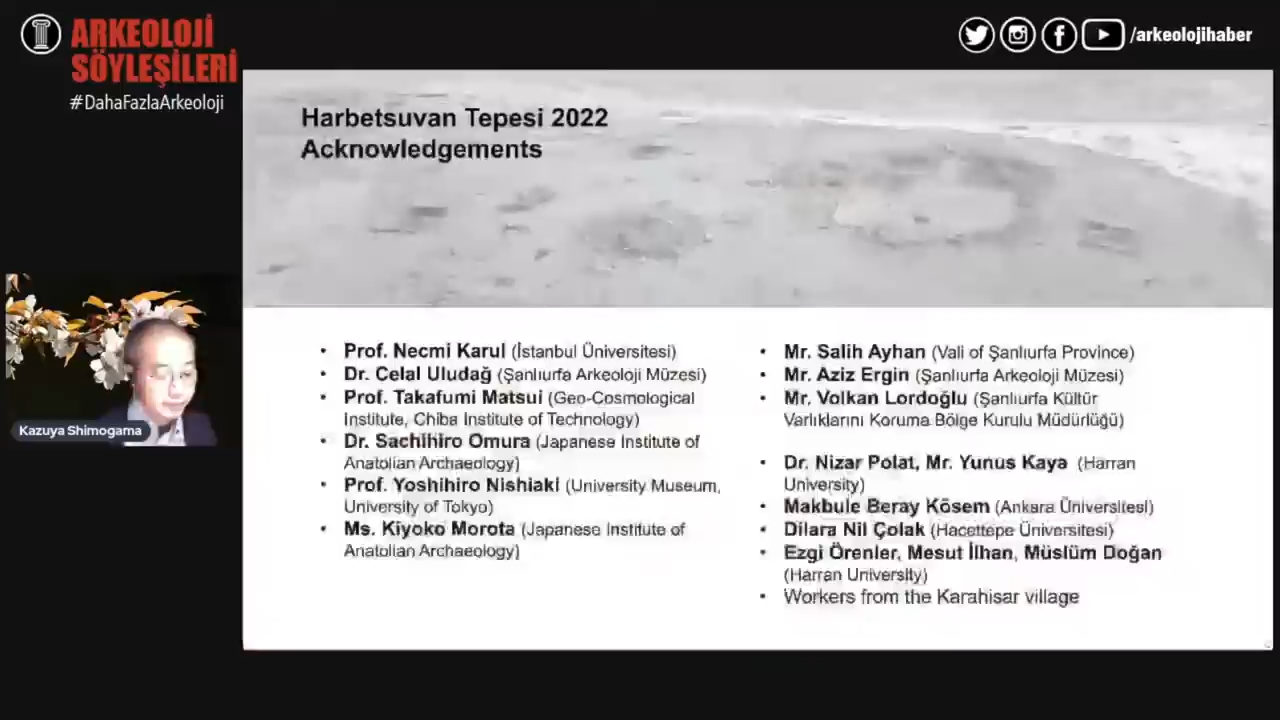 ARKEOLOJİ
SÖYLEŞİLERİ
#DahaFazlaArkeoloji
/arkeolojihaber
Harbetsuvan Tepesi 2022
Acknowledgements
• Prof. Necmi Karul (İstanbul Üniversitesi)
• Dr. Celal Uludağ (Şanlıurfa Arkeoloji Müzesi)
• Prof. Takafumi Matsui (Geo-Cosmological
Institute, Chiba Institute of Technology)
• Dr. Sachihiro Omura (Japanese Institute of
Anatolian Archaeology)
• Prof. Yoshihiro Nishiaki (University Museum,
University of Tokyo)
• Ms. Kiyoko Morota (Japanese Institute of
Anatolian Archaeology)
• Mr. Salih Ayhan (Vali of Şanlıurfa Province)
• Mr. Aziz Ergin (Şanlıurfa Arkeoloji Müzesi)
• Mr. Volkan Lordoğlu (Şanlıurfa Kültür
Varlıklarını Koruma Bölge Kurulu Müdürlüğü)
• Dr. Nizar Polat, Mr. Yunus Kaya (Harran
University)
• Makbule Beray Kösem (Ankara Üniversitesi)
• Dilara Nil Çolak (Hacettepe Üniversitesi)
• Ezgi Örenler, Mesut İlhan, Müslüm Doğan
(Harran University)
• Workers from the Karahisar village
Kazuya Shimogama